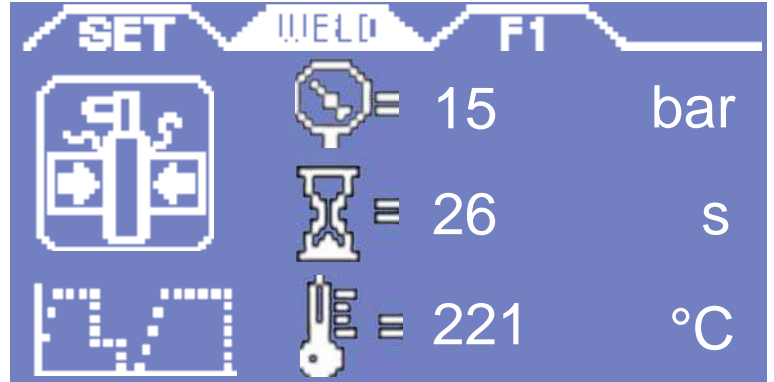 SET WELD F1
= 15 bar
= 26 s
= 221 °C